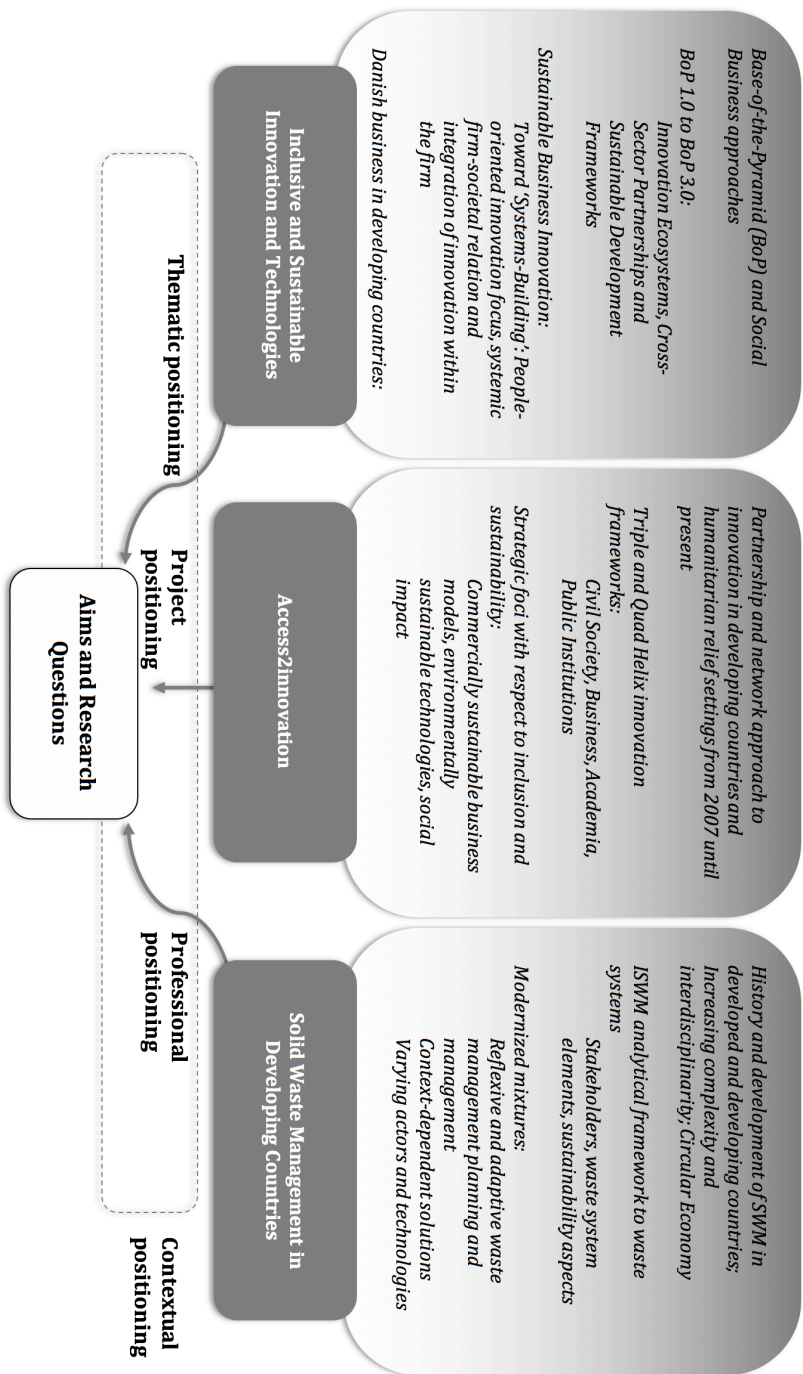 Base-of-the-Pyramid (BoP) and Social
Business approaches
BoP 1.0 to BoP 3.0:
Innovation Ecosystems, Cross-
Sector Partnerships and
Sustainable Development
Frameworks
Sustainable Business Innovation:
Toward ‘Systems-Building’: People-
oriented innovation focus, systemic
firm-societal relation and
integration of innovation within
the firm
Danish business in developing countries:
Inclusive and Sustainable
Innovation and Technologies
Partnership and network approach to
innovation in developing countries and
humanitarian relief settings from 2007 until
present
Triple and Quad Helix innovation
frameworks:
Civil Society, Business, Academia,
Public Institutions
Strategic foci with respect to inclusion and
sustainability:
Commercially sustainable business
models, environmentally
sustainable technologies, social
impact
Access2innovation
History and development of SWM in
developed and developing countries;
Increasing complexity and
interdisciplinarity; Circular Economy
ISWM analytical framework to waste
systems
Stakeholders, waste system
elements, sustainability aspects
Modernized mixtures:
Reflexive and adaptive waste
management planning and
management
Context-dependent solutions
Varying actors and technologies
Solid Waste Management in
Developing Countries
Thematic positioning
Project
positioning
Professional
positioning
Contextual
positioning
Aims and Research
Questions